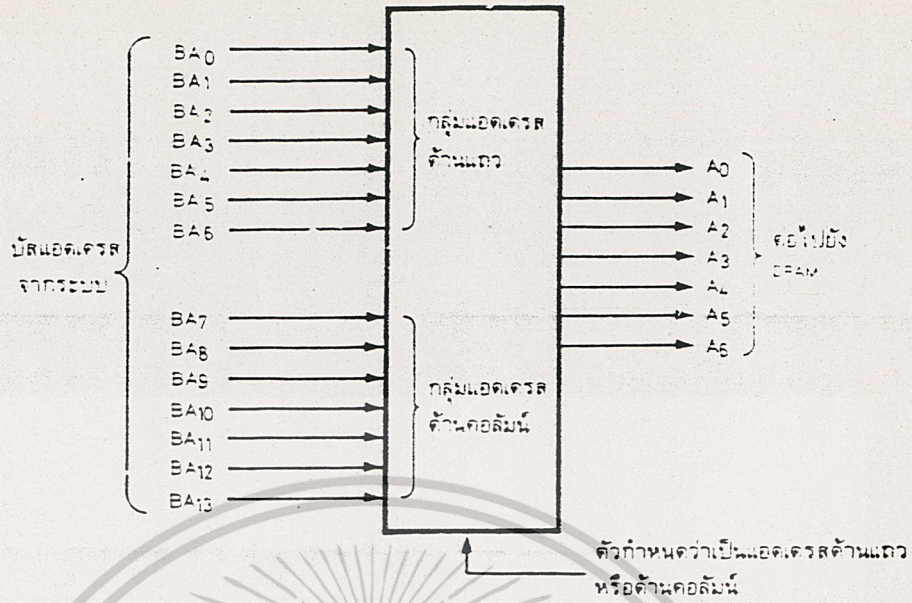 บัสแอดเดรส
จากระบบ
BA0
BA1
BA2
BA3
BA4
BA5
BA6
BA7
BA8
BA9
BA10
BA11
BA12
BA13
กลุ่มแอดเดรส
ด้านแถว
กลุ่มแอดเดรส
ด้านคอลัมน์
A0
A1
A2
A3
A4
A5
A6
ต่อไปยัง
DRAM
ตัวกำหนดว่าเป็นแอดเดรสด้านแถว
หรือด้านคอลัมน์